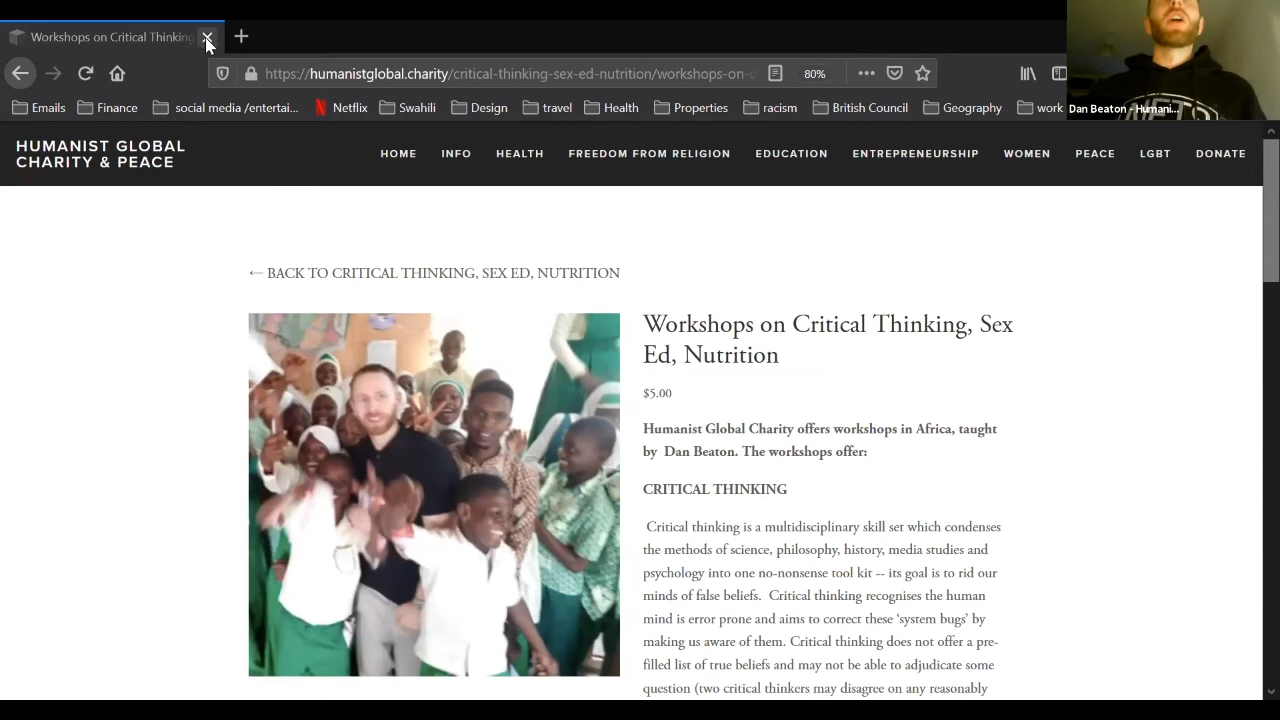 Workshops on Critical Thinking
https://humanistglobal.charity/critical-thinking-sex-ed-nutrition/workshops-on-
80%
Emails Finance social media /entertai... Netflix Swahili Design travel Health Properties racism British Council Geography work
Dan Beaton - Humani...
HUMANIST GLOBAL
CHARITY & PEACE
HOME INFO HEALTH FREEDOM FROM RELIGION EDUCATION ENTREPRENEURSHIP WOMEN PEACE LGBT DONATE
← BACK TO CRITICAL THINKING, SEX ED, NUTRITION
Workshops on Critical Thinking, Sex
Ed, Nutrition
$5.00
Humanist Global Charity offers workshops in Africa, taught
by Dan Beaton. The workshops offer:
CRITICAL THINKING
Critical thinking is a multidisciplinary skill set which condenses
the methods of science, philosophy, history, media studies and
psychology into one no-nonsense tool kit -- its goal is to rid our
minds of false beliefs. Critical thinking recognises the human
mind is error prone and aims to correct these ‘system bugs’ by
making us aware of them. Critical thinking does not offer a pre-
filled list of true beliefs and may not be able to adjudicate some
question (two critical thinkers may disagree on any reasonably